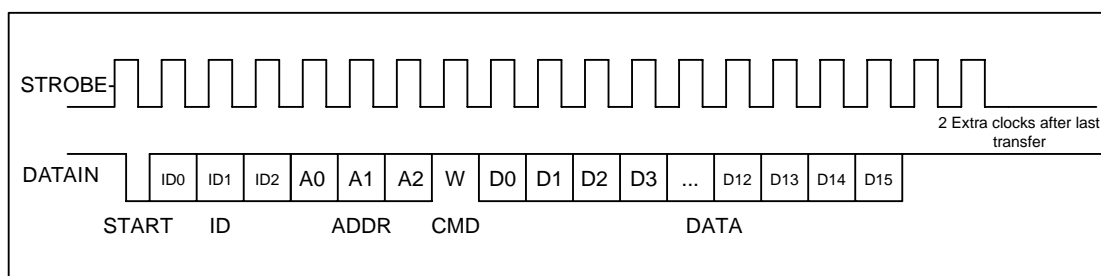 STROBE-
2 Extra clocks after last
transfer
DATAIN ID0 ID1 ID2 A0 A1 A2 W D0 D1 D2 D3 ... D12 D13 D14 D15
START ID ADDR CMD DATA